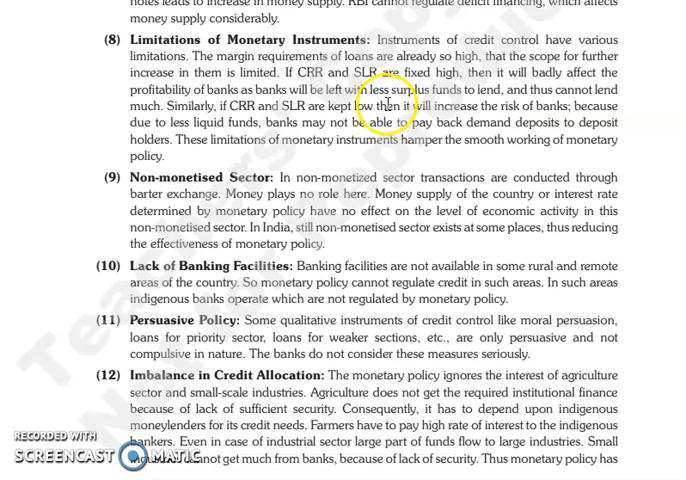 notes leads to increase in money supply. RBI cannot regulate deficit financing, which affects
money supply considerably.
(8) Limitations of Monetary Instruments: Instruments of credit control have various
limitations. The margin requirements of loans are already so high, that the scope for further
increase in them is limited. If CRR and SLR are fixed high, then it will badly affect the
profitability of banks as banks will be left with less surplus funds to lend, and thus cannot lend
much. Similarly, if CRR and SLR are kept low then it will increase the risk of banks; because
due to less liquid funds, banks may not be able to pay back demand deposits to deposit
holders. These limitations of monetary instruments hamper the smooth working of monetary
policy.
(9) Non-monetised Sector: In non-monetized sector transactions are conducted through
barter exchange. Money plays no role here. Money supply of the country or interest rate
determined by monetary policy have no effect on the level of economic activity in this
non-monetised sector. In India, still non-monetised sector exists at some places, thus reducing
the effectiveness of monetary policy.
(10) Lack of Banking Facilities: Banking facilities are not available in some rural and remote
areas of the country. So monetary policy cannot regulate credit in such areas. In such areas
indigenous banks operate which are not regulated by monetary policy.
(11) Persuasive Policy: Some qualitative instruments of credit control like moral persuasion,
loans for priority sector, loans for weaker sections, etc., are only persuasive and not
compulsive in nature. The banks do not consider these measures seriously.
(12) Imbalance in Credit Allocation: The monetary policy ignores the interest of agriculture
sector and small-scale industries. Agriculture does not get the required institutional finance
because of lack of sufficient security. Consequently, it has to depend upon indigenous
moneylenders for its credit needs. Farmers have to pay high rate of interest to the indigenous
bankers. Even in case of industrial sector large part of funds flow to large industries. Small
cannot get much from banks, because of lack of security. Thus monetary policy has
RECORDED WITH
SCREENCAST MATIC
Teachers Copy
Not for Reproduc